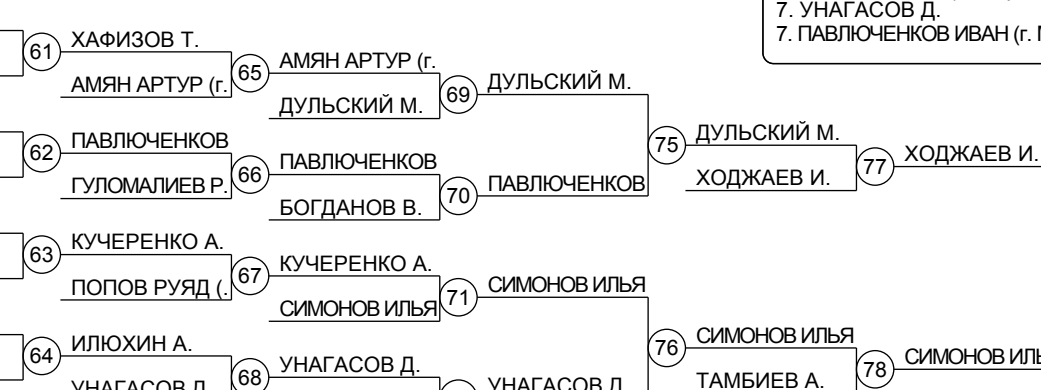 7. УНАГАСОВ Д.
7. ПАВЛЮЧЕНКОВ ИВАН (г.
61 ХАФИЗОВ Т.
АМЯН АРТУР (г.
65 АМЯН АРТУР (г.
ДУЛЬСКИЙ М.
69 ДУЛЬСКИЙ М.
62 ПАВЛЮЧЕНКОВ
ГУЛОМАЛИЕВ Р.
66 ПАВЛЮЧЕНКОВ
БОГДАНОВ В.
70 ПАВЛЮЧЕНКОВ
75 ДУЛЬСКИЙ М.
ХОДЖАЕВ И.
77 ХОДЖАЕВ И.
63 КУЧЕРЕНКО А.
ПОПОВ РУЯД (.
67 КУЧЕРЕНКО А.
СИМОНОВ ИЛЬЯ
71 СИМОНОВ ИЛЬЯ
64 ИЛЮХИН А.
УНАГАСОВ Д.
68 УНАГАСОВ Д.
УНАГАСОВ Д.
76 СИМОНОВ ИЛЬЯ
ТАМБИЕВ А.
78 СИМОНОВ